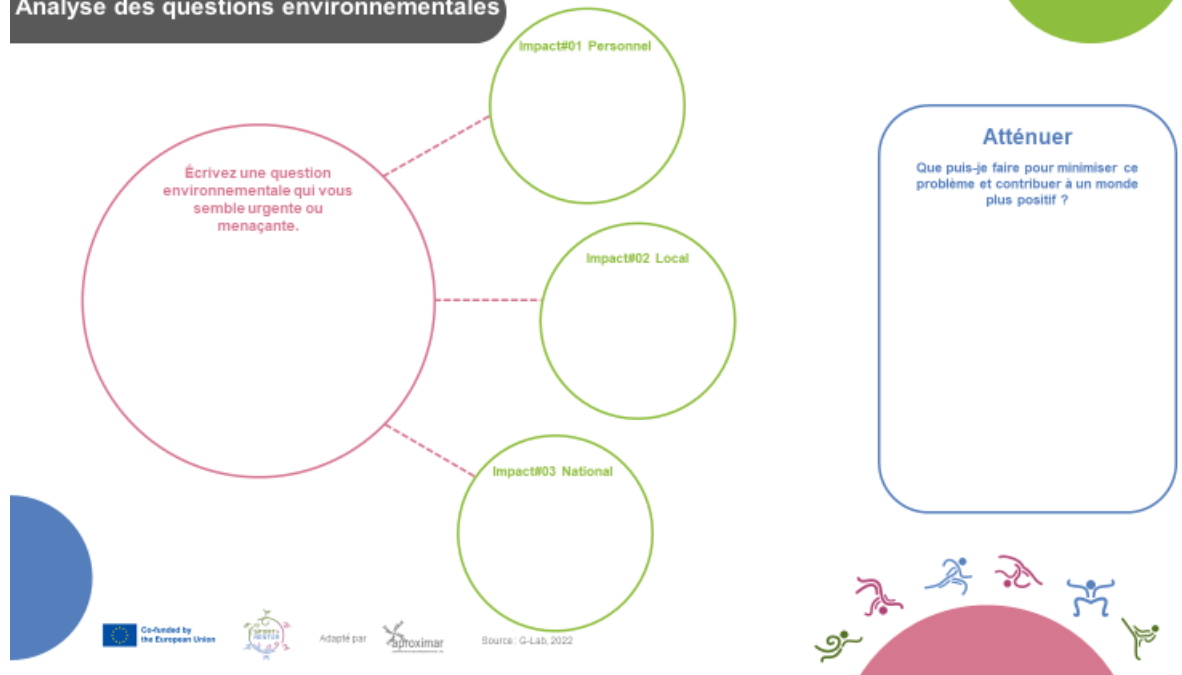 Analyse des questions environnementales
Impact#01 Personnel
Écrivez une question
environnementale qui vous
semble urgente ou
menaçante.
Impact#02 Local
Impact#03 National
Atténuer
Que puis-je faire pour minimiser ce
problème et contribuer à un monde
plus positif ?
Co-funded by
the European Union
SPORT &
MENTOR
Adapté par
aproximar
Source: G-Lab, 2022